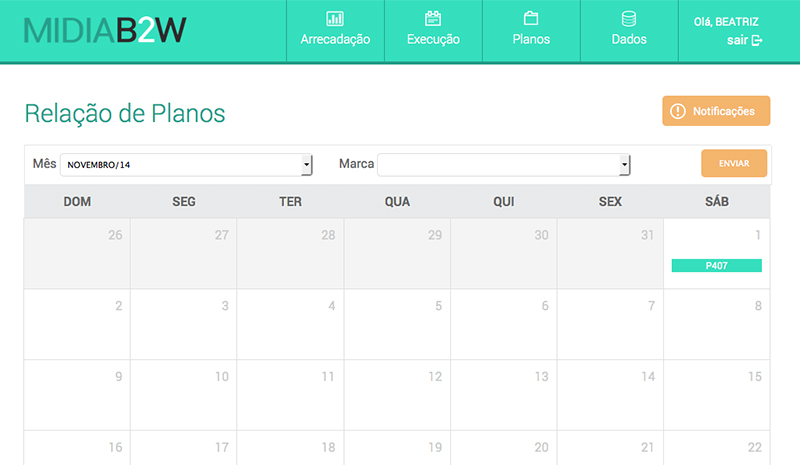 MIDIAB2W
Arrecadação Execução Planos Dados
Olá, BEATRIZ
sair
Relação de Planos
Notificações
Mês NOVEMBRO/14 Marca ENVIAR
DOM SEG TER QUA QUI SEX SÁB
26 27 28 29 30 31 1
P407
2 3 4 5 6 7 8
9 10 11 12 13 14 15
16 17 18 19 20 21 22